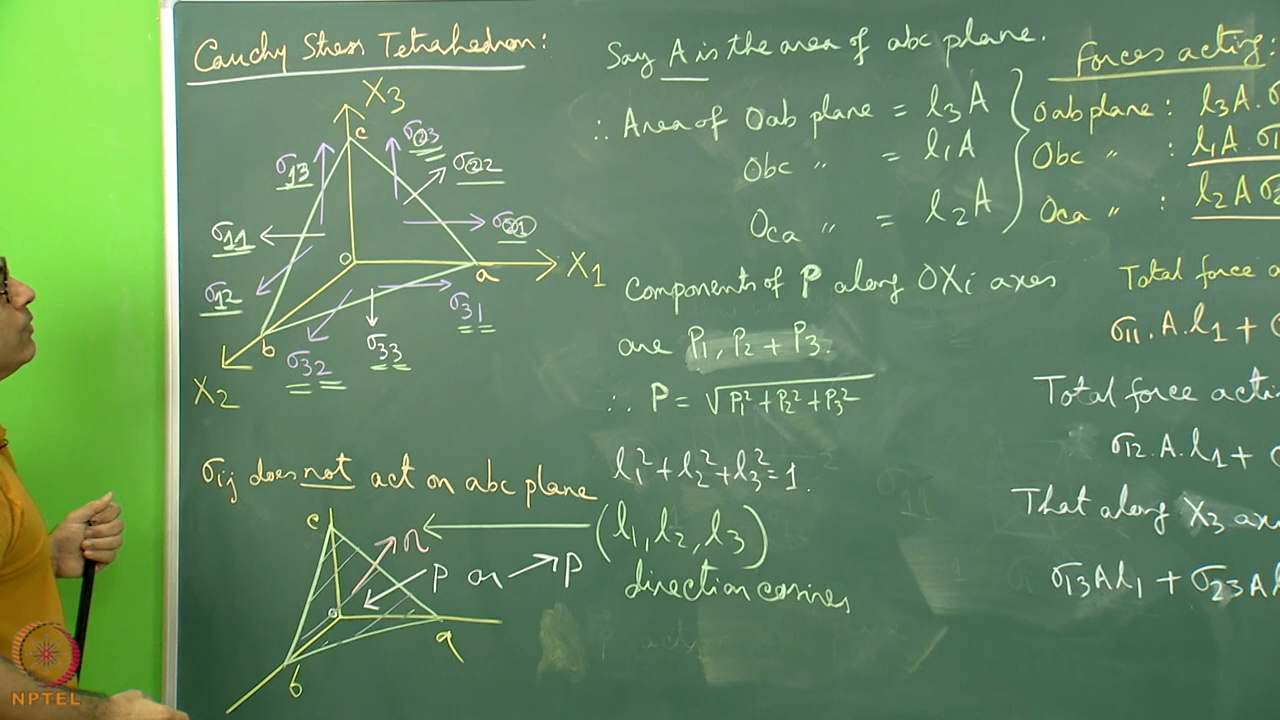 Cauchy Stress Tetrahedron:
X3
c
σ13
σ23
σ22
σ11
σ21
o
a
X1
σ12
σ31
b
σ32
σ33
X2
σij does not act on abc plane
c
n
P or P
o
a
b
Say A is the area of abc plane.
∴ Area of Oab plane = l3A
Obc " = l1A
Oca " = l2A
Components of P along OXi axes
are P1, P2 + P3.
∴ P = √P1² + P2² + P3²
l1² + l2² + l3² = 1.
(l1, l2, l3)
direction cosines
Forces acting:
Oab plane: l3A.σ
Obc " : l1A.σ1
Oca " : l2Aσ2
Total force a
σ11.A.l1 +
Total force acti
σ12.A.l1 +
That along X3 ax
σ13Al1 + σ23Al
NPTEL